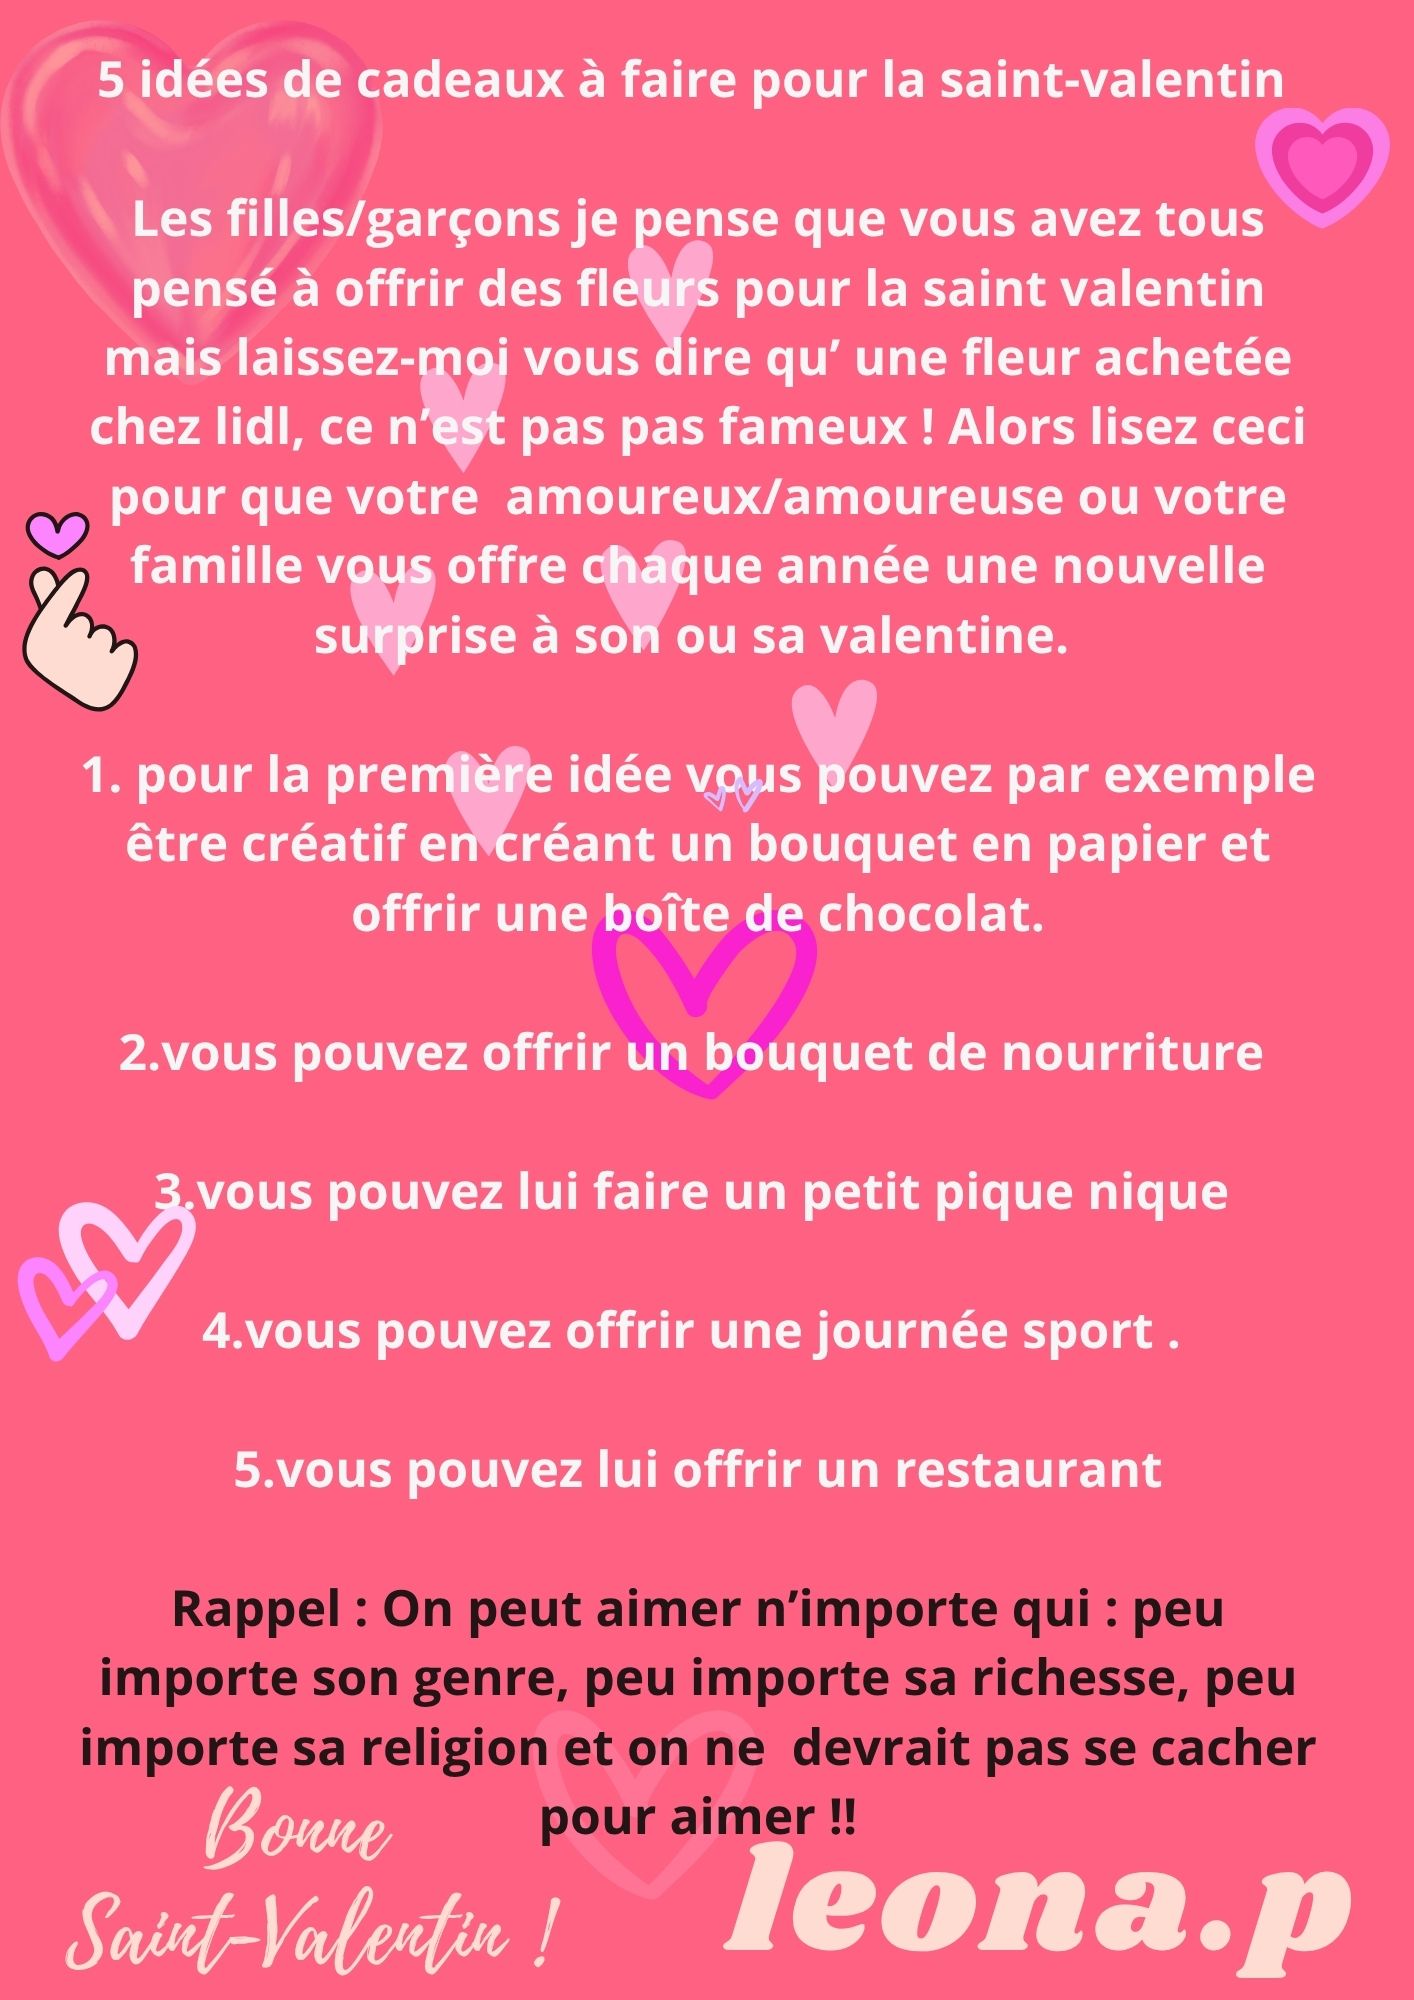 5 idées de cadeaux à faire pour la saint-valentin
Les filles/garçons je pense que vous avez tous
pensé à offrir des fleurs pour la saint valentin
mais laissez-moi vous dire qu’ une fleur achetée
chez lidl, ce n’est pas pas fameux ! Alors lisez ceci
pour que votre  amoureux/amoureuse ou votre
famille vous offre chaque année une nouvelle
surprise à son ou sa valentine.
1. pour la première idée vous pouvez par exemple
être créatif en créant un bouquet en papier et
offrir une boîte de chocolat.
2.vous pouvez offrir un bouquet de nourriture
3.vous pouvez lui faire un petit pique nique
4.vous pouvez offrir une journée sport .
5.vous pouvez lui offrir un restaurant
Rappel : On peut aimer n’importe qui : peu
importe son genre, peu importe sa richesse, peu
importe sa religion et on ne  devrait pas se cacher
pour aimer !!
Bonne
Saint-Valentin !
leona.p